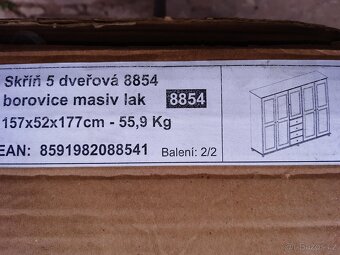 Skříň 5 dveřová 8854
borovice masiv lak 8854
157x52x177cm - 55,9 Kg
EAN: 8591982088541 Balení: 2/2